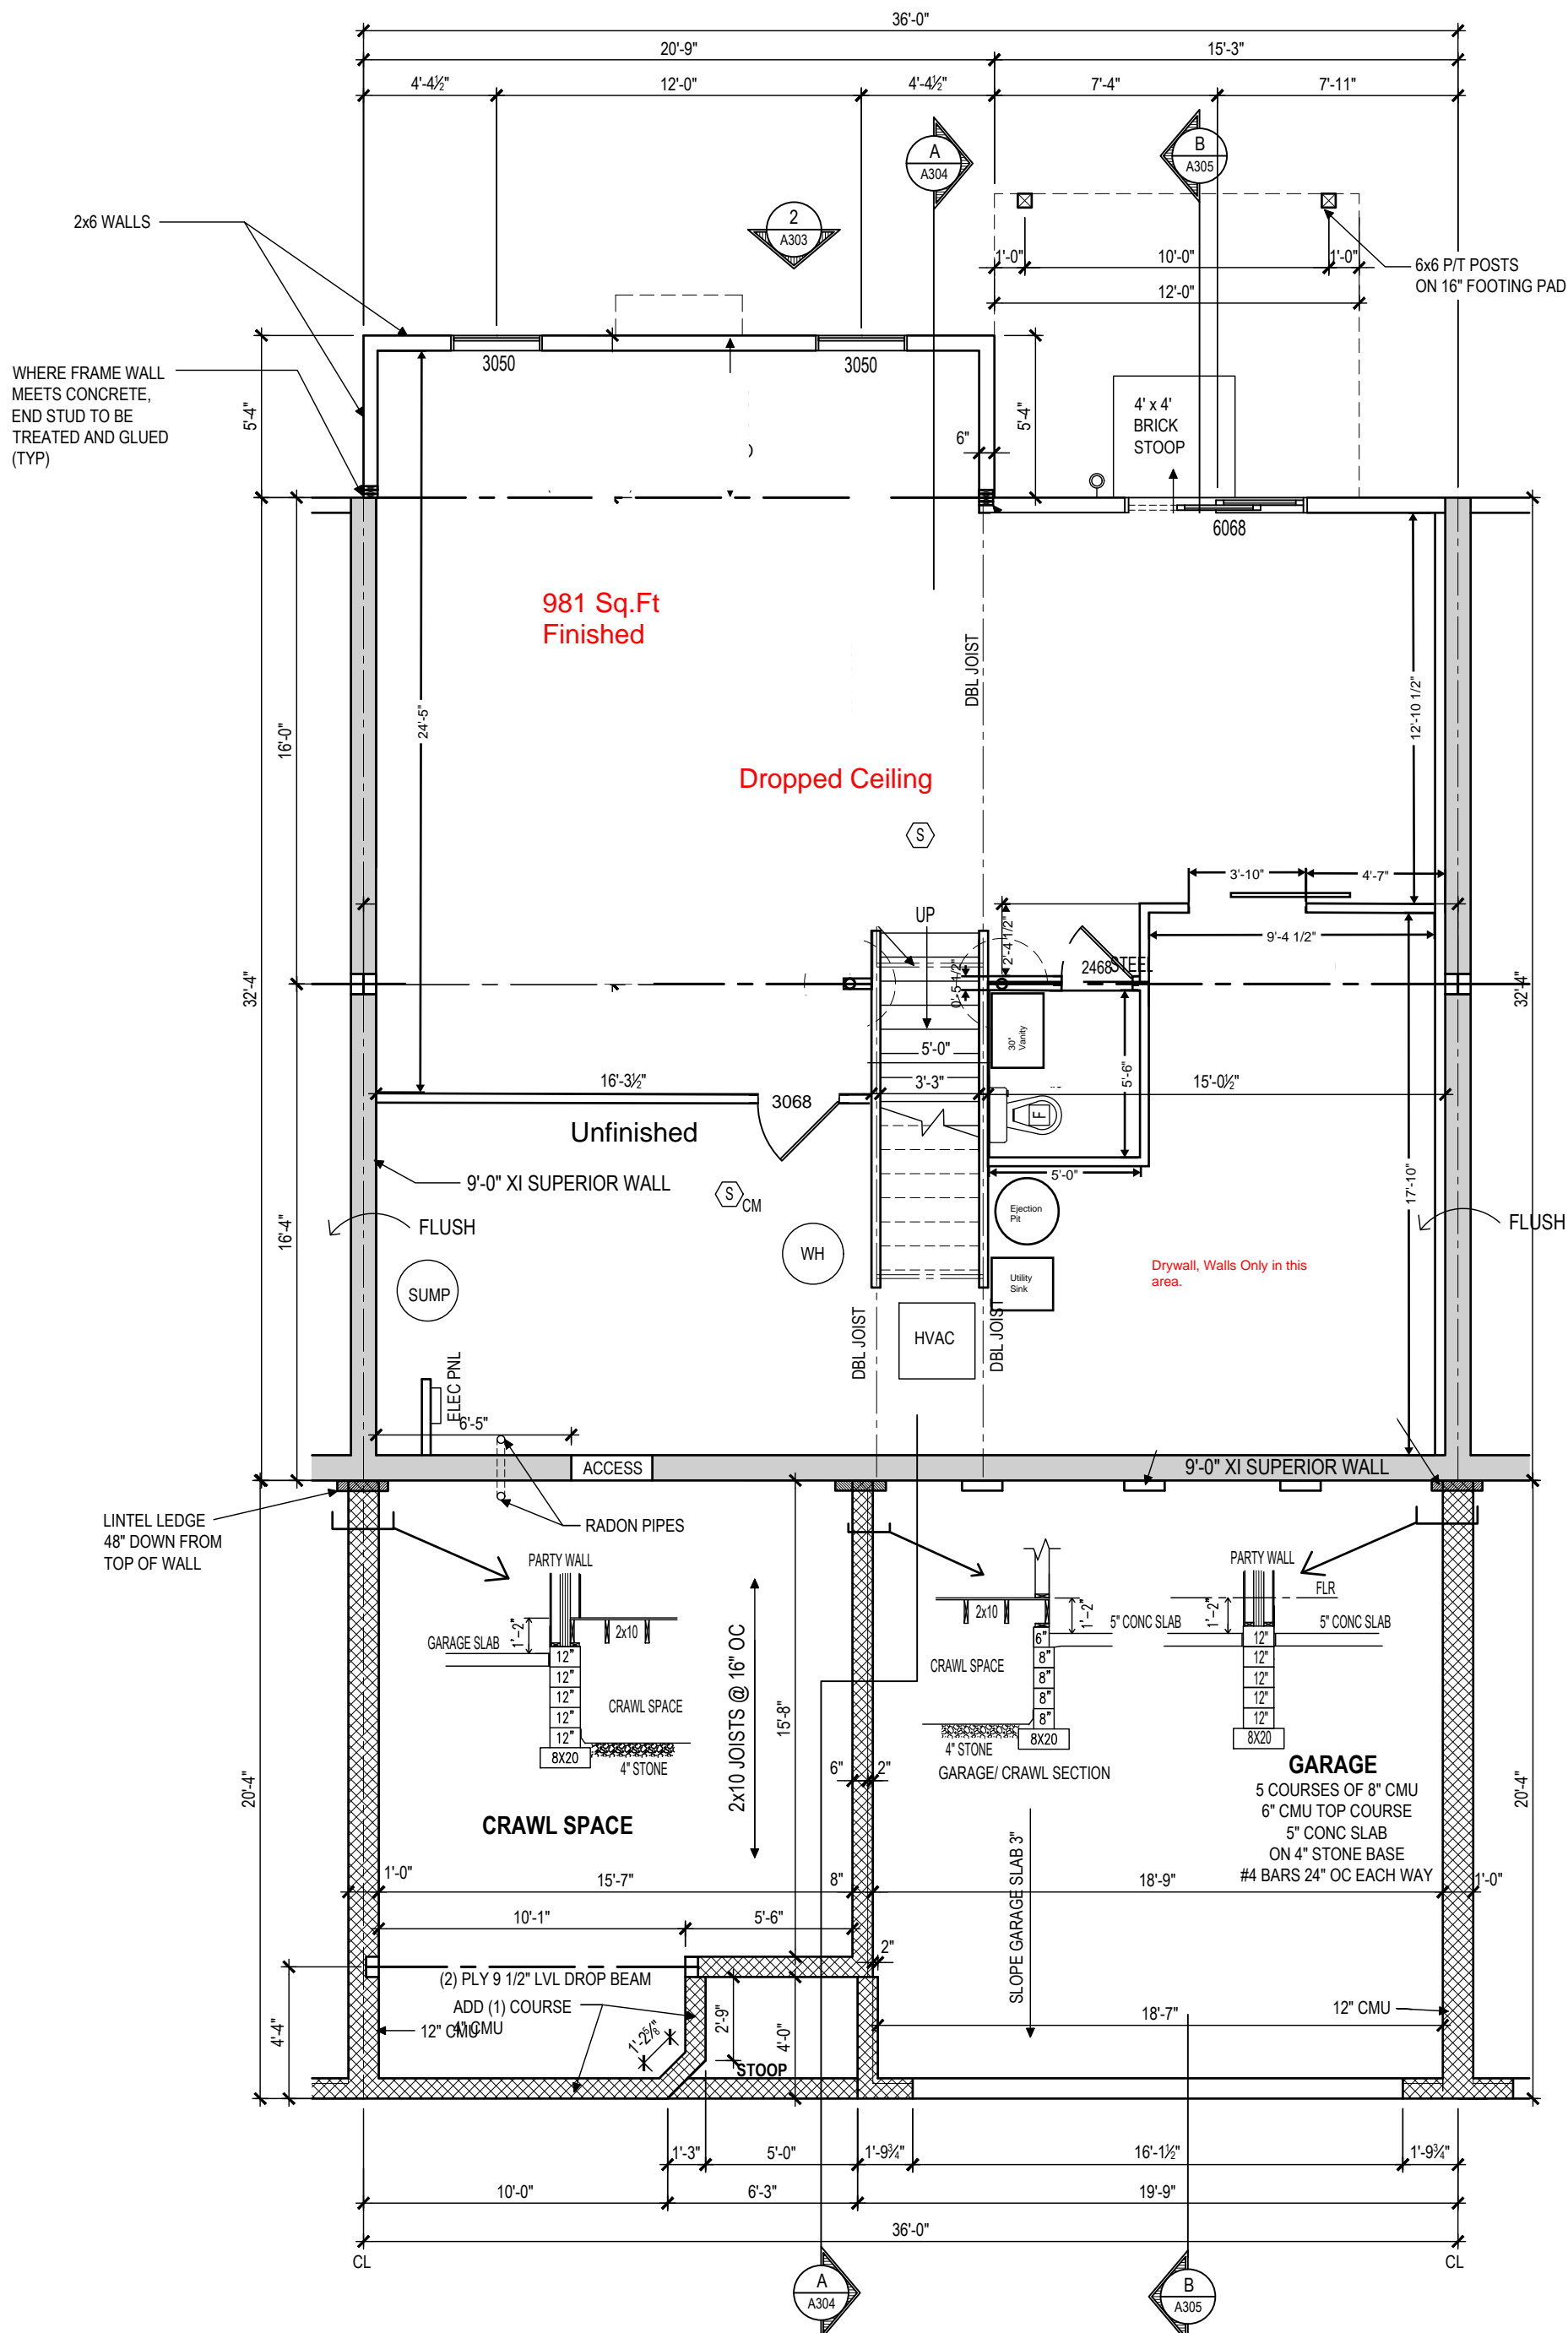 36'-0"
20'-9"
15'-3"
4'-4½"
12'-0"
4'-4½"
7'-4"
7'-11"
A
A304
B
A305
2
A303
2x6 WALLS
1'-0"
10'-0"
1'-0"
12'-0"
6x6 P/T POSTS
ON 16" FOOTING PAD
WHERE FRAME WALL
MEETS CONCRETE,
END STUD TO BE
TREATED AND GLUED
(TYP)
5'-4"
3050
3050
6"
5'-4"
4' x 4'
BRICK
STOOP
6068
981 Sq.Ft
Finished
DBL JOIST
24'-5"
16'-0"
12'-10 1/2"
Dropped Ceiling
S
UP
3'-10"
4'-7"
9'-4 1/2"
2'-4 1/2"
2468
STEEL
0'-5 1/2"
32'-4"
32'-4"
30"
Vanity
5'-0"
16'-3½"
3'-3"
5'-6"
15'-0½"
3068
F
Unfinished
9'-0" XI SUPERIOR WALL
5'-0"
17'-10"
S
CM
Ejection
Pit
16'-4"
FLUSH
FLUSH
WH
SUMP
Utility
Sink
Drywall, Walls Only in this
area.
DBL JOIST
HVAC
DBL JOIST
ELEC PNL
6'-5"
ACCESS
9'-0" XI SUPERIOR WALL
LINTEL LEDGE
48" DOWN FROM
TOP OF WALL
RADON PIPES
PARTY WALL
GARAGE SLAB
1'-2"
2x10
12"
12"
12"
12"
12"
8X20
CRAWL SPACE
4" STONE
2x10 JOISTS @ 16" OC
15'-8"
2x10
1'-2"
5" CONC SLAB
6"
8"
8"
8"
8"
8X20
CRAWL SPACE
4" STONE
GARAGE/ CRAWL SECTION
PARTY WALL
FLR
1'-2"
5" CONC SLAB
12"
12"
12"
12"
12"
8X20
GARAGE
5 COURSES OF 8" CMU
6" CMU TOP COURSE
5" CONC SLAB
ON 4" STONE BASE
#4 BARS 24" OC EACH WAY
20'-4"
20'-4"
6"
2"
CRAWL SPACE
SLOPE GARAGE SLAB 3"
1'-0"
15'-7"
8"
18'-9"
1'-0"
10'-1"
5'-6"
2"
(2) PLY 9 1/2" LVL DROP BEAM
ADD (1) COURSE
4" CMU
12" CMU
4'-4"
1'-2⅝"
2'-9"
4'-0"
STOOP
18'-7"
12" CMU
1'-3"
5'-0"
1'-9¾"
16'-1½"
1'-9¾"
10'-0"
6'-3"
19'-9"
36'-0"
CL
CL
A
A304
B
A305